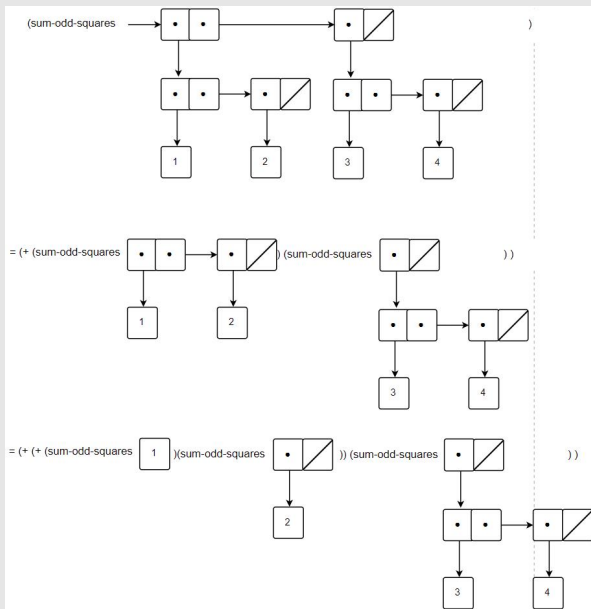 (sum-odd-squares )
1 2 3 4
= (+ (sum-odd-squares ) (sum-odd-squares ) )
1 2
3 4
= (+ (+ (sum-odd-squares 1 )(sum-odd-squares )) (sum-odd-squares ) )
2
3 4